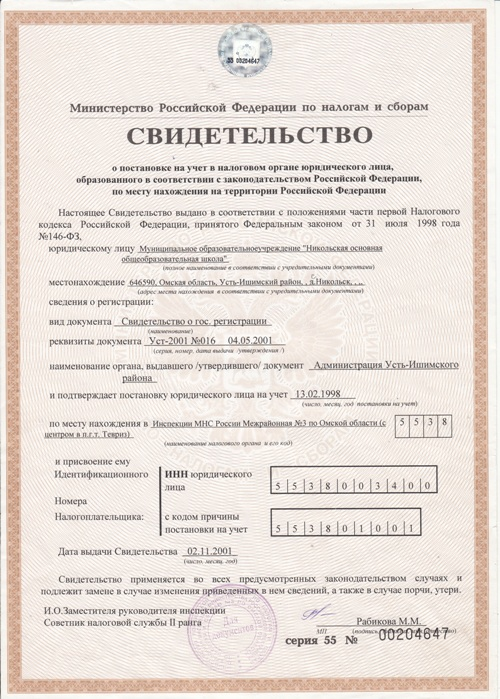 55 00204647
Министерство Российской Федерации по налогам и сборам
СВИДЕТЕЛЬСТВО
о постановке на учет в налоговом органе юридического лица,
образованного в соответствии с законодательством Российской Федерации,
по месту нахождения на территории Российской Федерации
Настоящее Свидетельство выдано в соответствии с положениями части первой Налогового
кодекса Российской Федерации, принятого Федеральным законом от 31 июля 1998 года
№146-ФЗ,
юридическому лицу Муниципальное образовательноеучреждение "Никольская основная
общеобразовательная школа"
(полное наименование в соответствии с учредительными документами)
местонахождение 646590, Омская область, Усть-Ишимский район, , д.Никольск, , ,
(адрес места нахождения в соответствии с учредительными документами)
сведения о регистрации:
вид документа Свидетельство о гос. регистрации
(наименование)
реквизиты документа Уст-2001 №016 04.05.2001
(серия, номер, дата выдачи /утверждения/)
наименование органа, выдавшего /утвердившего/ документ Администрация Усть-Ишимского
района
и подтверждает постановку юридического лица на учет 13.02.1998
(число, месяц, год постановки на учет)
по месту нахождения в Инспекции МНС России Межрайонная №3 по Омской области (с
центром в п.г.т. Тевриз) 5 5 3 8
(наименование налогового органа и его код)
и присвоение ему
Идентификационного ИНН юридического
лица 5 5 3 8 0 0 3 4 0 0
Номера
Налогоплательщика: с кодом причины
постановки на учет 5 5 3 8 0 1 0 0 1
Дата выдачи Свидетельства 02.11.2001
(число, месяц, год)
Свидетельство применяется во всех предусмотренных законодательством случаях и
подлежит замене в случае изменения приведенных в нем сведений, а также в случае порчи, утери.
И.О.Заместителя руководителя инспекции
Советник налоговой службы II ранга Рабикова М.М.
МП
Для
документов
серия 55 № 00204647